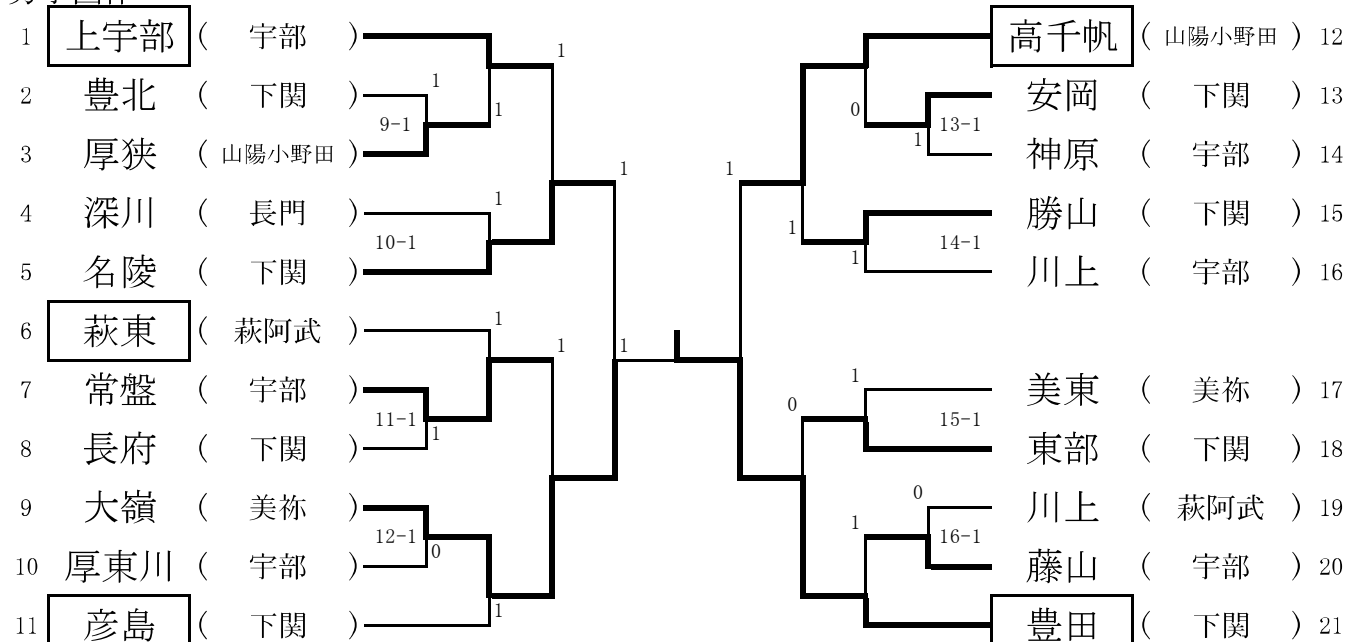 1 上宇部 ( 宇部 )
2 豊北 ( 下関 )
3 厚狭 ( 山陽小野田 )
4 深川 ( 長門 )
5 名陵 ( 下関 )
6 萩東 ( 萩阿武 )
7 常盤 ( 宇部 )
8 長府 ( 下関 )
9 大嶺 ( 美祢 )
10 厚東川 ( 宇部 )
11 彦島 ( 下関 )
1
1
9-1
1
1
10-1
1
1
1
11-1
1
12-1
0
1
1
1
1
0
13-1
1
1
14-1
1
1
15-1
0
0
1
16-1
高千帆 ( 山陽小野田 ) 12
安岡 ( 下関 ) 13
神原 ( 宇部 ) 14
勝山 ( 下関 ) 15
川上 ( 宇部 ) 16
美東 ( 美祢 ) 17
東部 ( 下関 ) 18
川上 ( 萩阿武 ) 19
藤山 ( 宇部 ) 20
豊田 ( 下関 ) 21